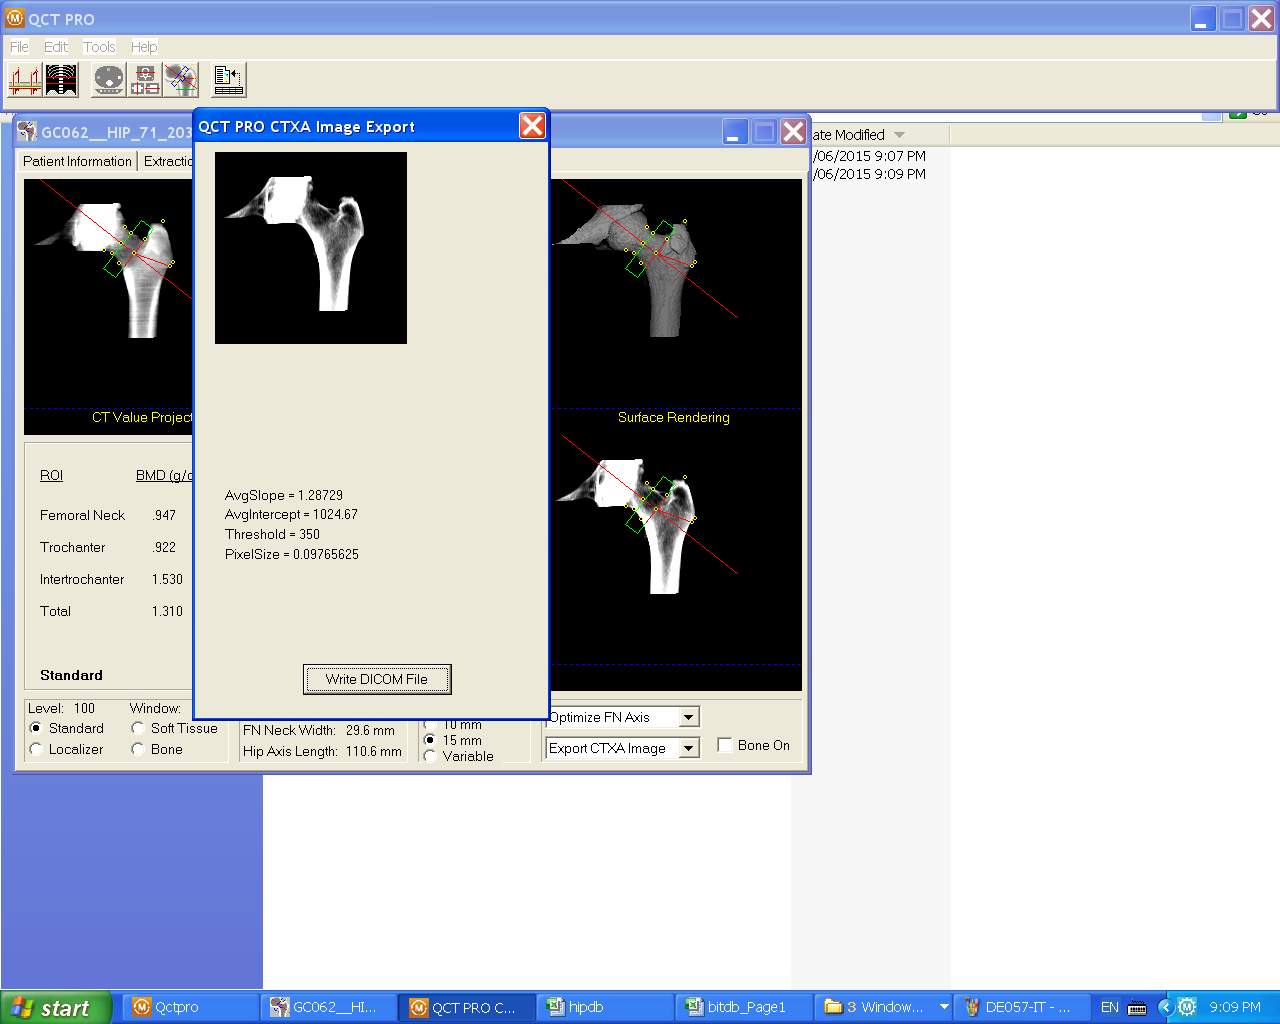 QCT PRO
File Edit Tools Help
GC062__HIP_71_203
QCT PRO CTXA Image Export
ate Modified
Patient Information
/06/2015 9:07 PM
/06/2015 9:09 PM
CT Value Project
Surface Rendering
ROI BMD (g/c
Femoral Neck .947
Trochanter .922
Intertrochanter 1.530
Total 1.310
Standard
AvgSlope = 1.28729
AvgIntercept = 1024.67
Threshold = 350
PixelSize = 0.09765625
Write DICOM File
Level: 100 Window:
Standard Soft Tissue
Localizer Bone
FN Neck Width: 29.6 mm
Hip Axis Length: 110.6 mm
10 mm
15 mm
Variable
Optimize FN Axis
Export CTXA Image
Bone On
start Qctpro GC062__HI... QCT PRO C... hipdb bitdb_Page1 3 Window... DE057-IT - ... EN 9:09 PM